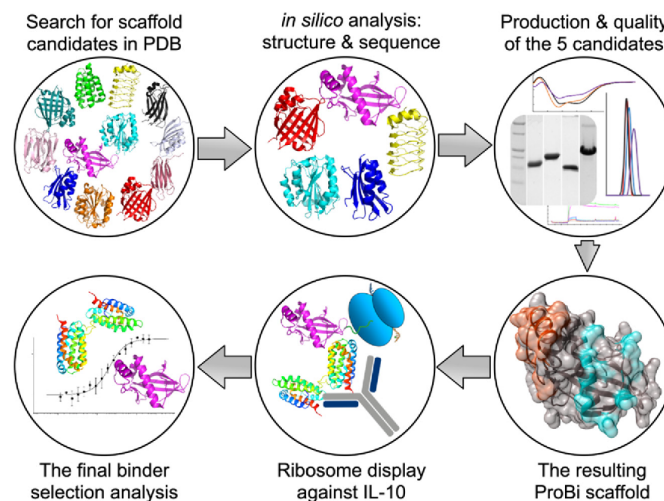 Search for scaffold
candidates in PDB
in silico analysis:
structure & sequence
Production & quality
of the 5 candidates
The final binder
selection analysis
Ribosome display
against IL-10
The resulting
ProBi scaffold